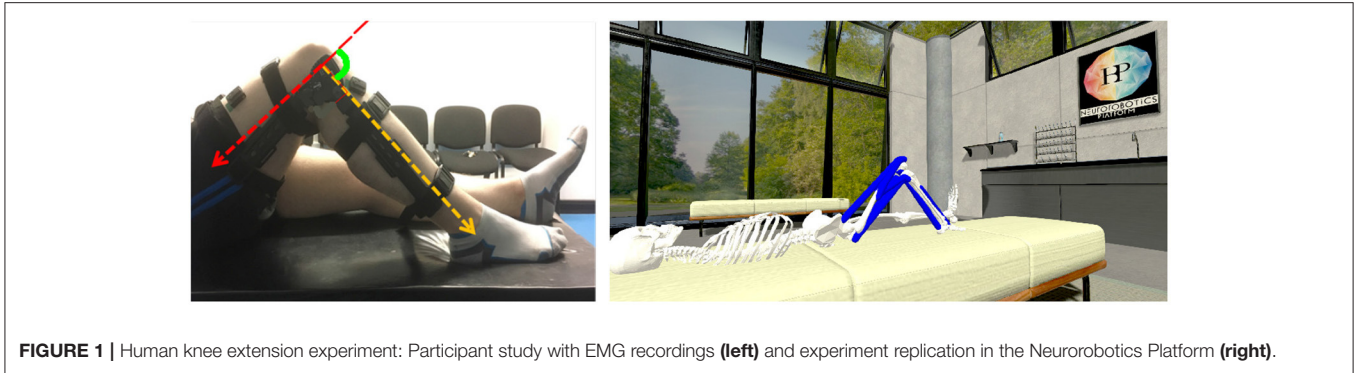 HBP
NEUROROBOTICS
PLATFORM
FIGURE 1 | Human knee extension experiment: Participant study with EMG recordings (left) and experiment replication in the Neurorobotics Platform (right).